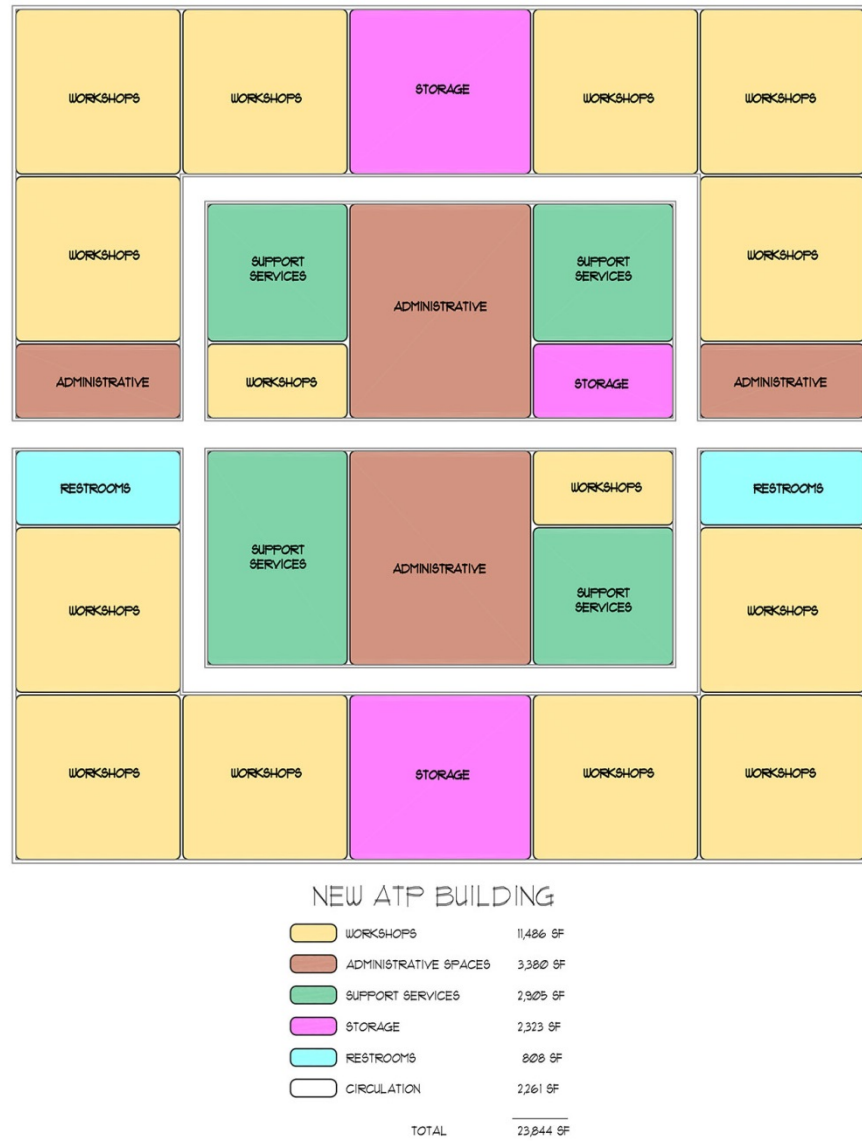 WORKSHOPS
WORKSHOPS
STORAGE
WORKSHOPS
WORKSHOPS
WORKSHOPS
SUPPORT
SERVICES
ADMINISTRATIVE
SUPPORT
SERVICES
WORKSHOPS
ADMINISTRATIVE
WORKSHOPS
STORAGE
ADMINISTRATIVE
RESTROOMS
SUPPORT
SERVICES
ADMINISTRATIVE
WORKSHOPS
RESTROOMS
WORKSHOPS
SUPPORT
SERVICES
WORKSHOPS
WORKSHOPS
WORKSHOPS
STORAGE
WORKSHOPS
WORKSHOPS
NEW ATP BUILDING
WORKSHOPS 11,486 SF
ADMINISTRATIVE SPACES 3,380 SF
SUPPORT SERVICES 2,905 SF
STORAGE 2,323 SF
RESTROOMS 808 SF
CIRCULATION 2,261 SF
TOTAL 23,844 SF